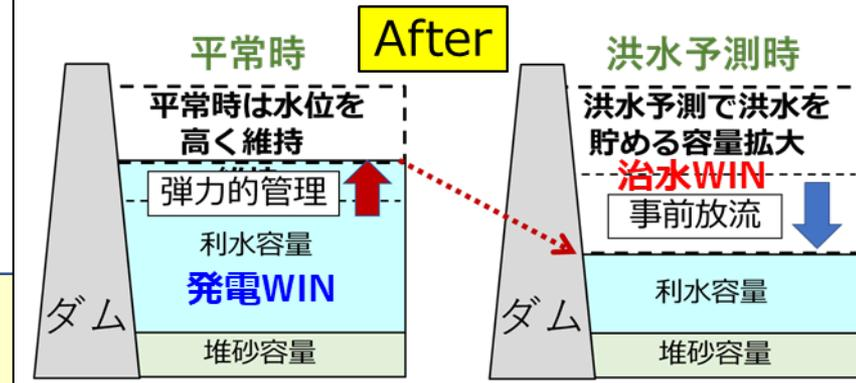 After
平常時
平常時は水位を
高く維持
弾力的管理
利水容量
発電WIN
ダム
堆砂容量
洪水予測時
洪水予測で洪水を
貯める容量拡大
治水WIN
事前放流
利水容量
ダム
堆砂容量